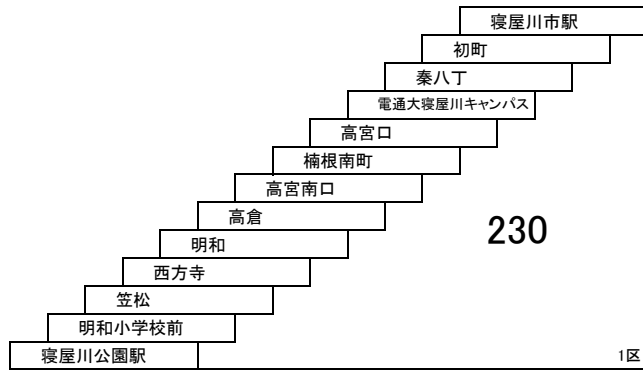 寝屋川市駅
初町
秦八丁
電通大寝屋川キャンパス
高宮口
楠根南町
高宮南口
高倉
230
明和
西方寺
笠松
明和小学校前
寝屋川公園駅
1区